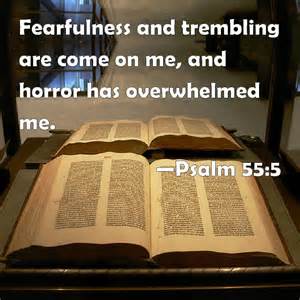 Fearfulness and trembling
are come on me, and
horror has overwhelmed
me.
—Psalm 55:5